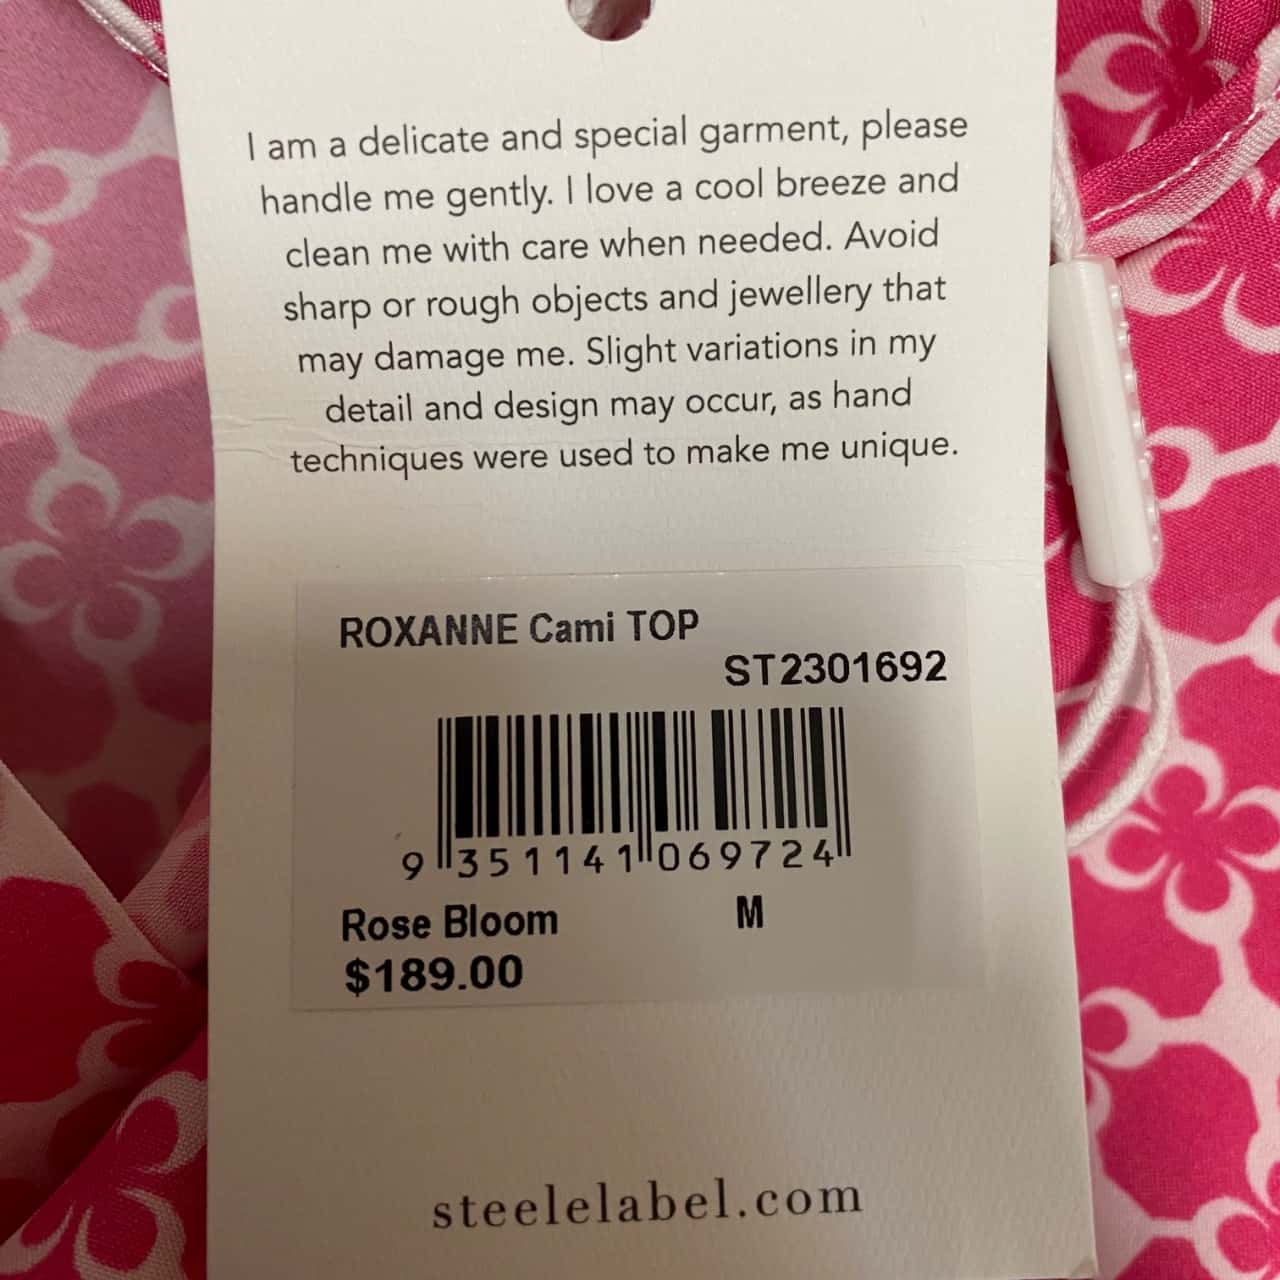 I am a delicate and special garment, please
handle me gently. I love a cool breeze and
clean me with care when needed. Avoid
sharp or rough objects and jewellery that
may damage me. Slight variations in my
detail and design may occur, as hand
techniques were used to make me unique.
ROXANNE Cami TOP
ST2301692
9 351141 069724
Rose Bloom M
$189.00
steelelabel.com